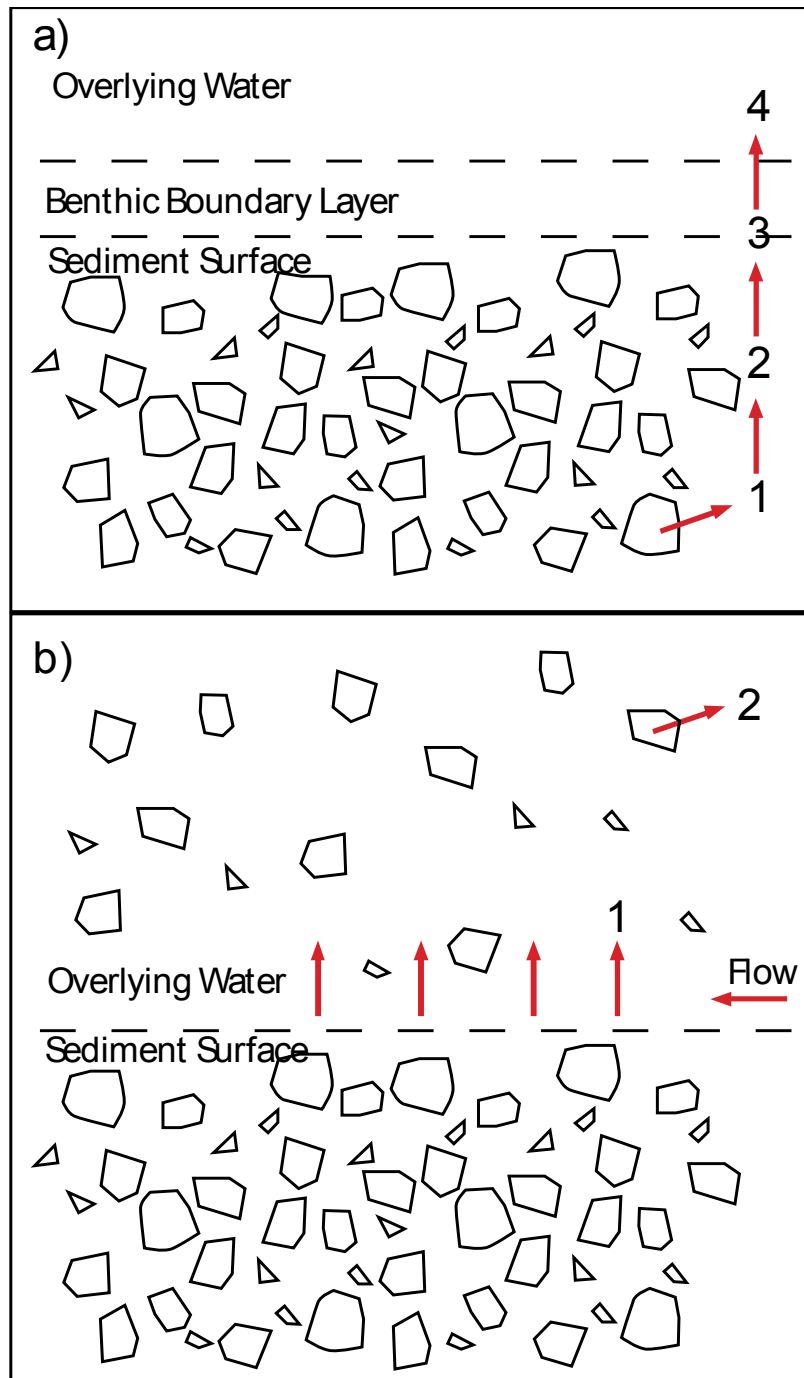 a)
Overlying Water
4
Benthic Boundary Layer
3
Sediment Surface
2
1
b)
2
1
Flow
Overlying Water
Sediment Surface